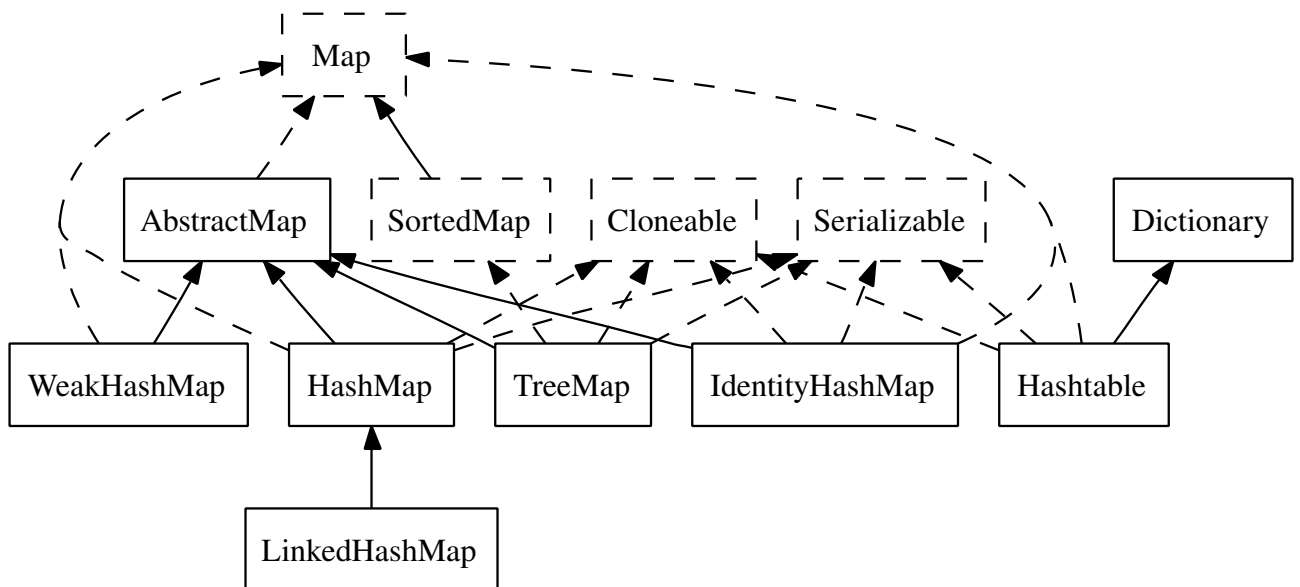 Map
AbstractMap
SortedMap
Cloneable
Serializable
Dictionary
WeakHashMap
HashMap
TreeMap
IdentityHashMap
Hashtable
LinkedHashMap